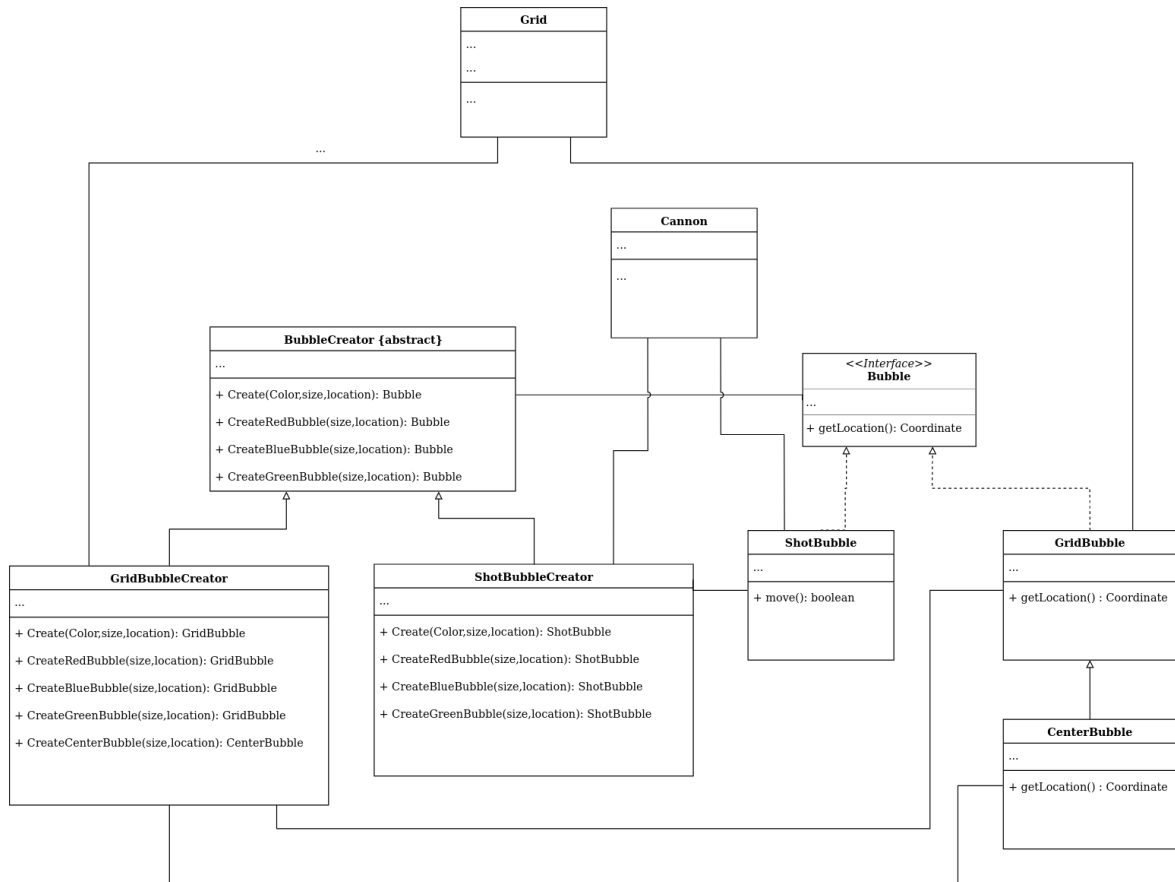 Grid
...
...
...
...
Cannon
...
...
BubbleCreator {abstract}
...
+ Create(Color,size,location): Bubble
+ CreateRedBubble(size,location): Bubble
+ CreateBlueBubble(size,location): Bubble
+ CreateGreenBubble(size,location): Bubble
<<Interface>>
Bubble
...
+ getLocation(): Coordinate
GridBubbleCreator
...
+ Create(Color,size,location): GridBubble
+ CreateRedBubble(size,location): GridBubble
+ CreateBlueBubble(size,location): GridBubble
+ CreateGreenBubble(size,location): GridBubble
+ CreateCenterBubble(size,location): CenterBubble
ShotBubbleCreator
...
+ Create(Color,size,location): ShotBubble
+ CreateRedBubble(size,location): ShotBubble
+ CreateBlueBubble(size,location): ShotBubble
+ CreateGreenBubble(size,location): ShotBubble
ShotBubble
...
+ move(): boolean
GridBubble
...
+ getLocation() : Coordinate
CenterBubble
...
+ getLocation() : Coordinate